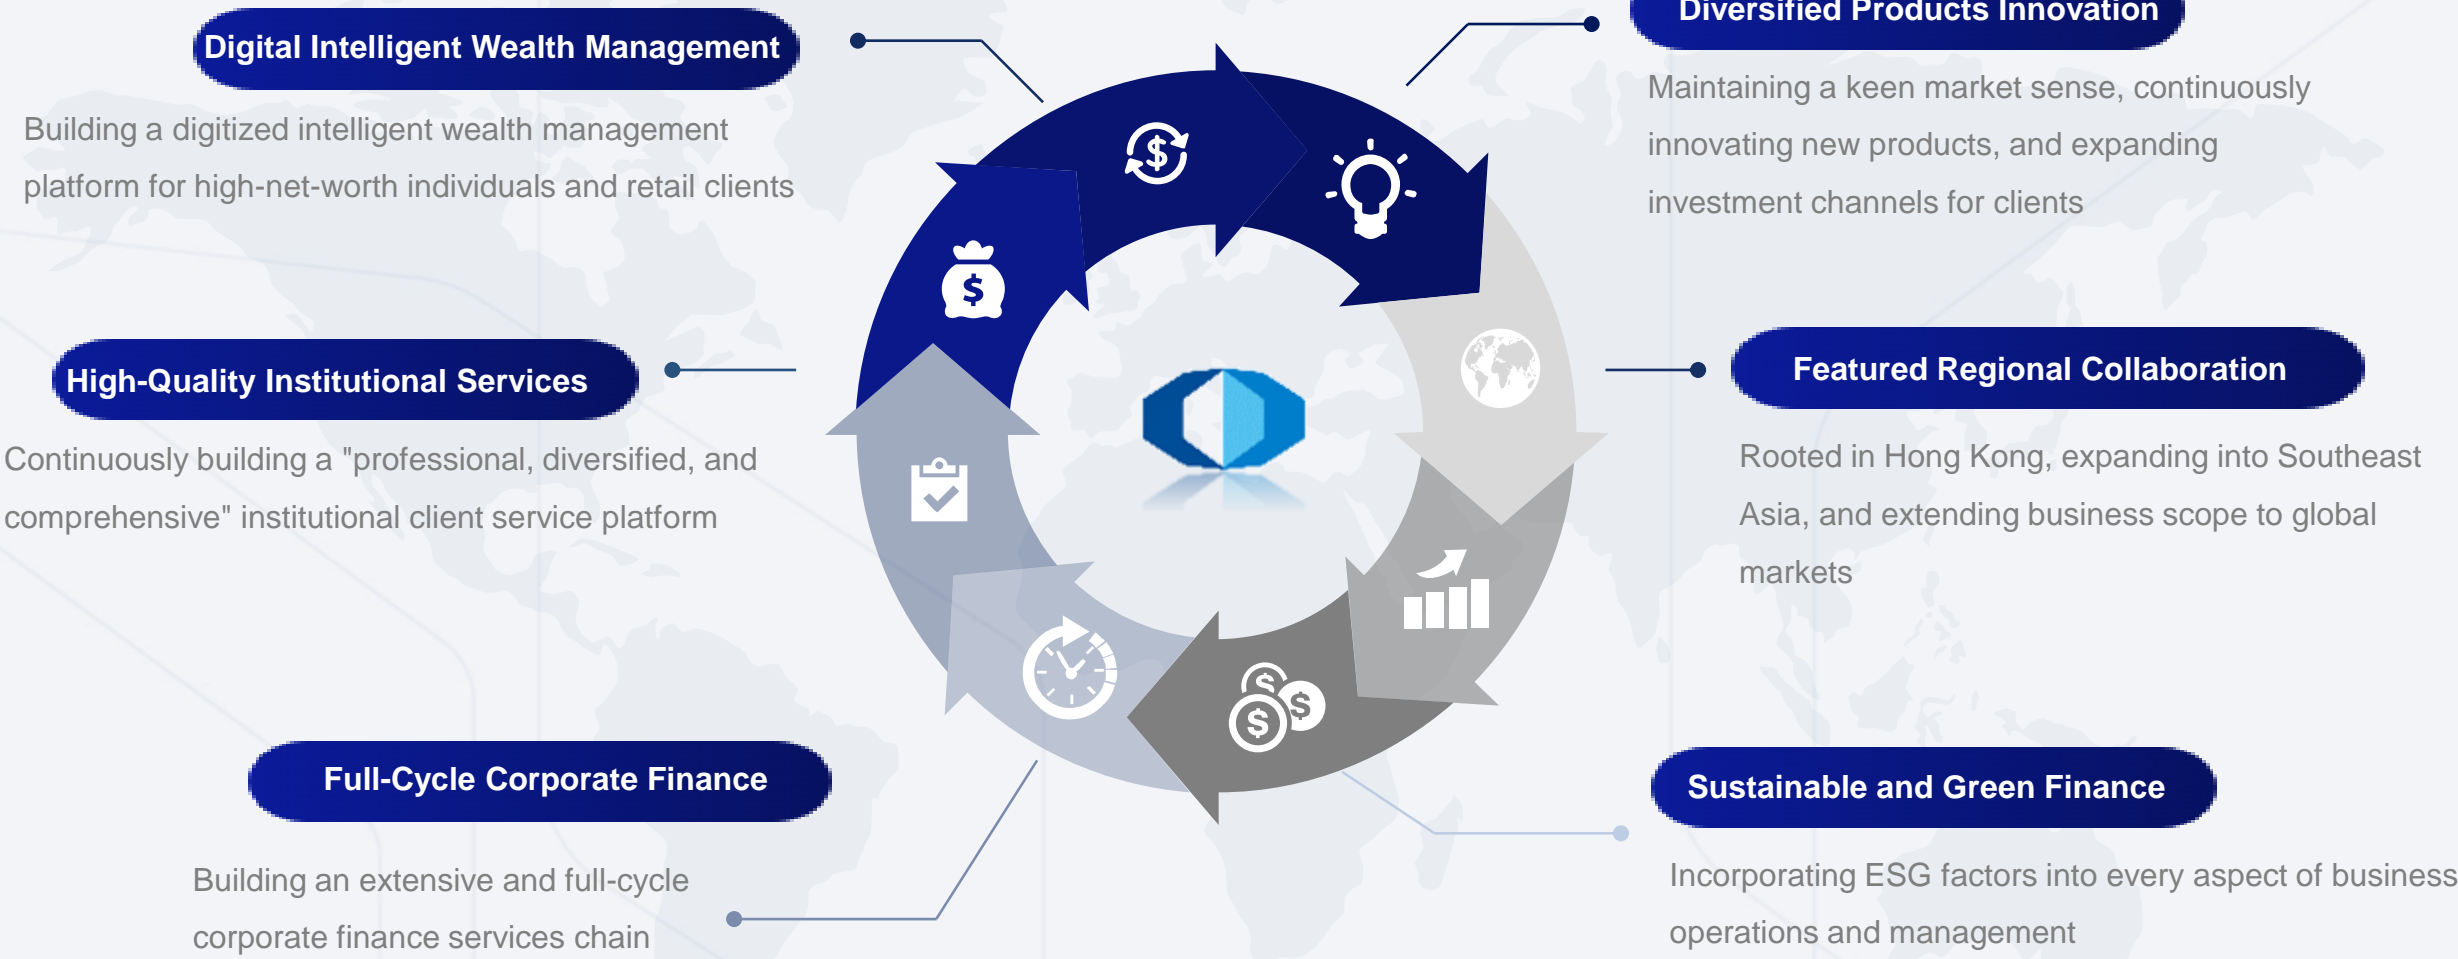 Digital Intelligent Wealth Management
Building a digitized intelligent wealth management
platform for high-net-worth individuals and retail clients
High-Quality Institutional Services
Continuously building a "professional, diversified, and
comprehensive" institutional client service platform
Full-Cycle Corporate Finance
Building an extensive and full-cycle
corporate finance services chain
Diversified Products Innovation
Maintaining a keen market sense, continuously
innovating new products, and expanding
investment channels for clients
Featured Regional Collaboration
Rooted in Hong Kong, expanding into Southeast
Asia, and extending business scope to global
markets
Sustainable and Green Finance
Incorporating ESG factors into every aspect of business
operations and management